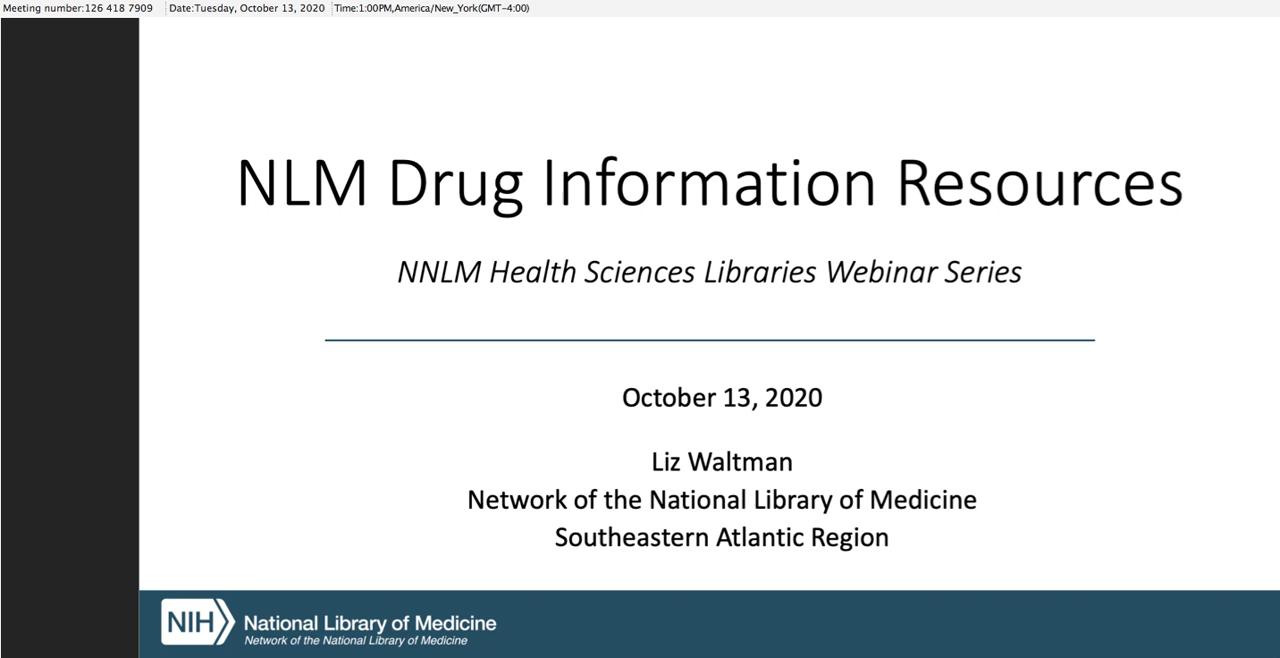 Meeting number:126 418 7909 Date:Tuesday, October 13, 2020 Time:1:00PM,America/New_York(GMT-4:00)
NLM Drug Information Resources
NNLM Health Sciences Libraries Webinar Series
October 13, 2020
Liz Waltman
Network of the National Library of Medicine
Southeastern Atlantic Region
NIH National Library of Medicine
Network of the National Library of Medicine